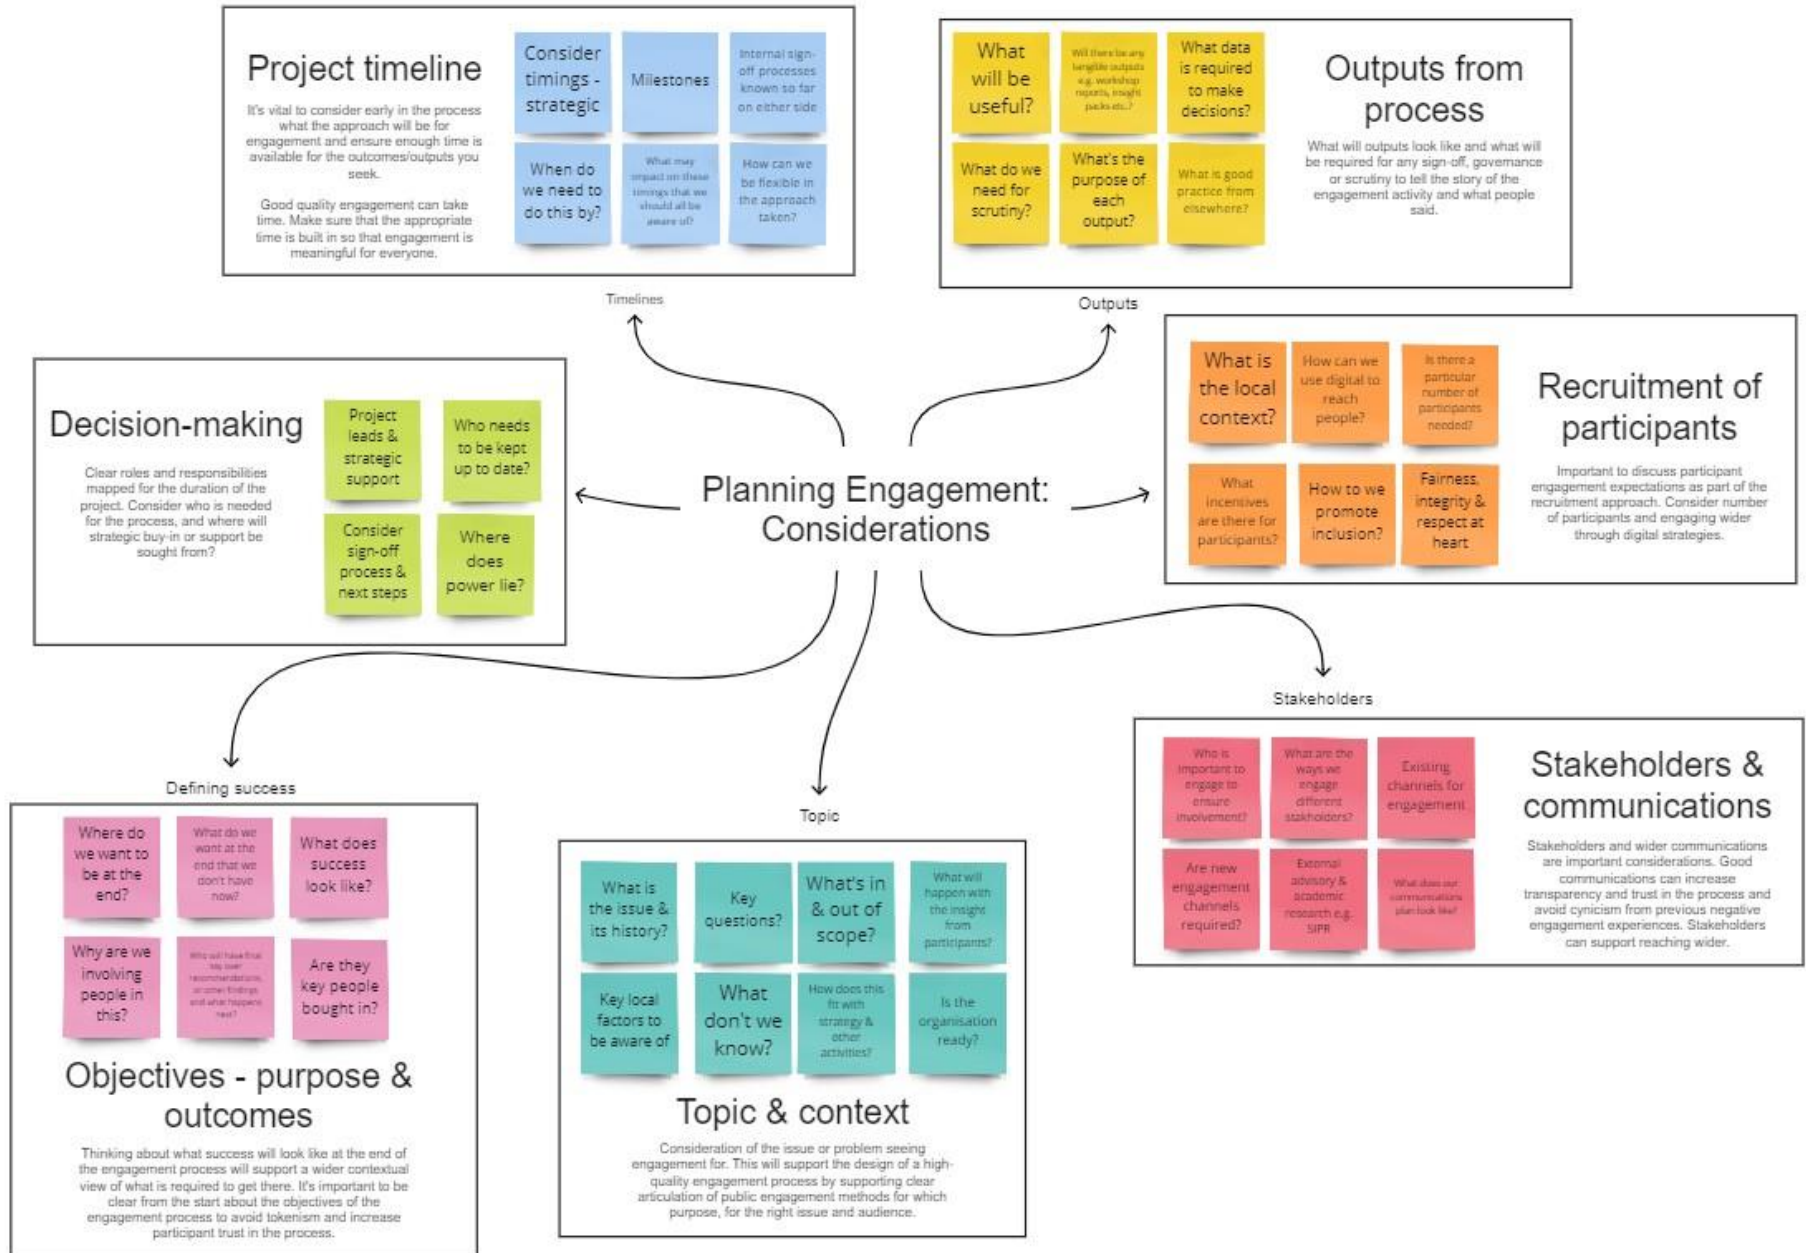 Project timeline
It's vital to consider early in the process
what the approach will be for
engagement and ensure enough time is
available for the outcomes/outputs you
seek.
Good quality engagement can take
time. Make sure that the appropriate
time is built in so that engagement is
meaningful for everyone.
Consider
timings -
strategic
Milestones
Internal sign-
off processes
known so far
on either side
When do
we need to
do this by?
What may
impact on these
timings that we
should all be
aware of?
How can we
be flexible in
the approach
taken?
What
will be
useful?
Will there be any
tangible outputs
e.g. workshop
reports, insight
packs etc.?
What data
is required
to make
decisions?
What do we
need for
scrutiny?
What's the
purpose of
each
output?
What is good
practice from
elsewhere?
Outputs from
process
What will outputs look like and what will
be required for any sign-off, governance
or scrutiny to tell the story of the
engagement activity and what people
said.
Timelines
Outputs
Decision-making
Clear roles and responsibilities
mapped for the duration of the
project. Consider who is needed
for the process, and where will
strategic buy-in or support be
sought from?
Project
leads &
strategic
support
Who needs
to be kept
up to date?
Consider
sign-off
process &
next steps
Where
does
power lie?
Planning Engagement:
Considerations
What is
the local
context?
How can we
use digital to
reach
people?
Is there a
particular
number of
participants
needed?
What
incentives
are there for
participants?
How to we
promote
inclusion?
Fairness,
integrity &
respect at
heart
Recruitment of
participants
Important to discuss participant
engagement expectations as part of the
recruitment approach. Consider number
of participants and engaging wider
through digital strategies.
Defining success
Where do
we want to
be at the
end?
What do we
want at the
end that we
don't have
now?
What does
success
look like?
Why are we
involving
people in
this?
Who will have final
say over
recommendations
or other findings
and what happens
next?
Are they
key people
bought in?
Objectives - purpose &
outcomes
Thinking about what success will look like at the end of
the engagement process will support a wider contextual
view of what is required to get there. It's important to be
clear from the start about the objectives of the
engagement process to avoid tokenism and increase
participant trust in the process.
Topic
What is
the issue &
its history?
Key
questions?
What's in
& out of
scope?
What will
happen with
the insight
from
participants?
Key local
factors to
be aware of
What
don't we
know?
How does this
fit with
strategy &
other
activities?
Is the
organisation
ready?
Topic & context
Consideration of the issue or problem seeing
engagement for. This will support the design of a high-
quality engagement process by supporting clear
articulation of public engagement methods for which
purpose, for the right issue and audience.
Stakeholders
Who is
important to
engage to
ensure
involvement?
What are the
ways we
engage
different
stakholders?
Existing
channels for
engagement
Are new
engagement
channels
required?
External
advisory &
academic
research e.g.
SIPR
What does our
communications
plan look like?
Stakeholders &
communications
Stakeholders and wider communications
are important considerations. Good
communications can increase
transparency and trust in the process and
avoid cynicism from previous negative
engagement experiences. Stakeholders
can support reaching wider.